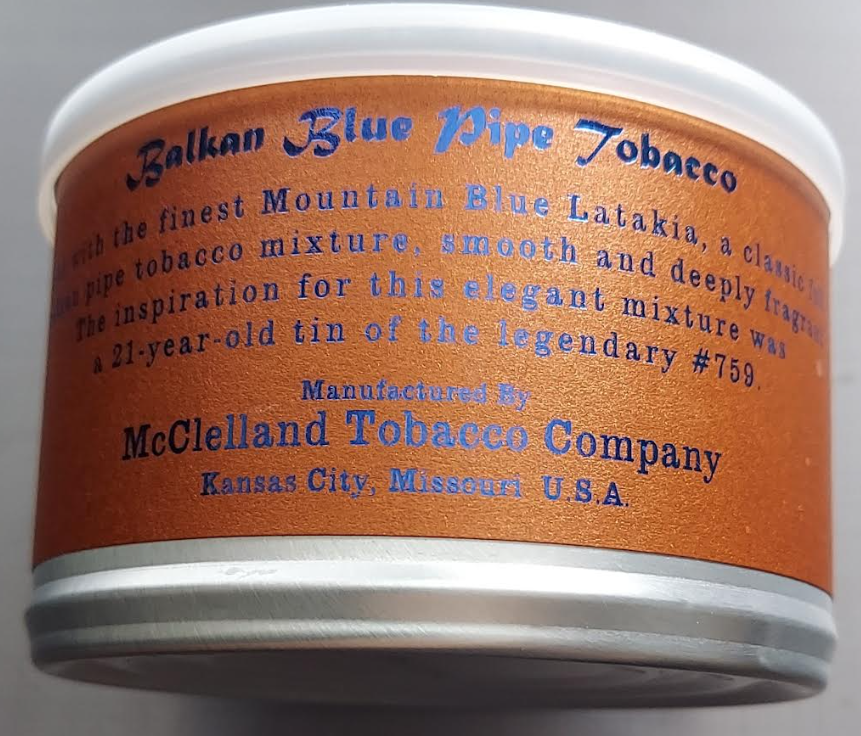 Balkan Blue Pipe Tobacco
with the finest Mountain Blue Latakia, a classic
pipe tobacco mixture, smooth and deeply fragrant
The inspiration for this elegant mixture was
a 21-year-old tin of the legendary #759.
Manufactured By
McClelland Tobacco Company
Kansas City, Missouri U.S.A.